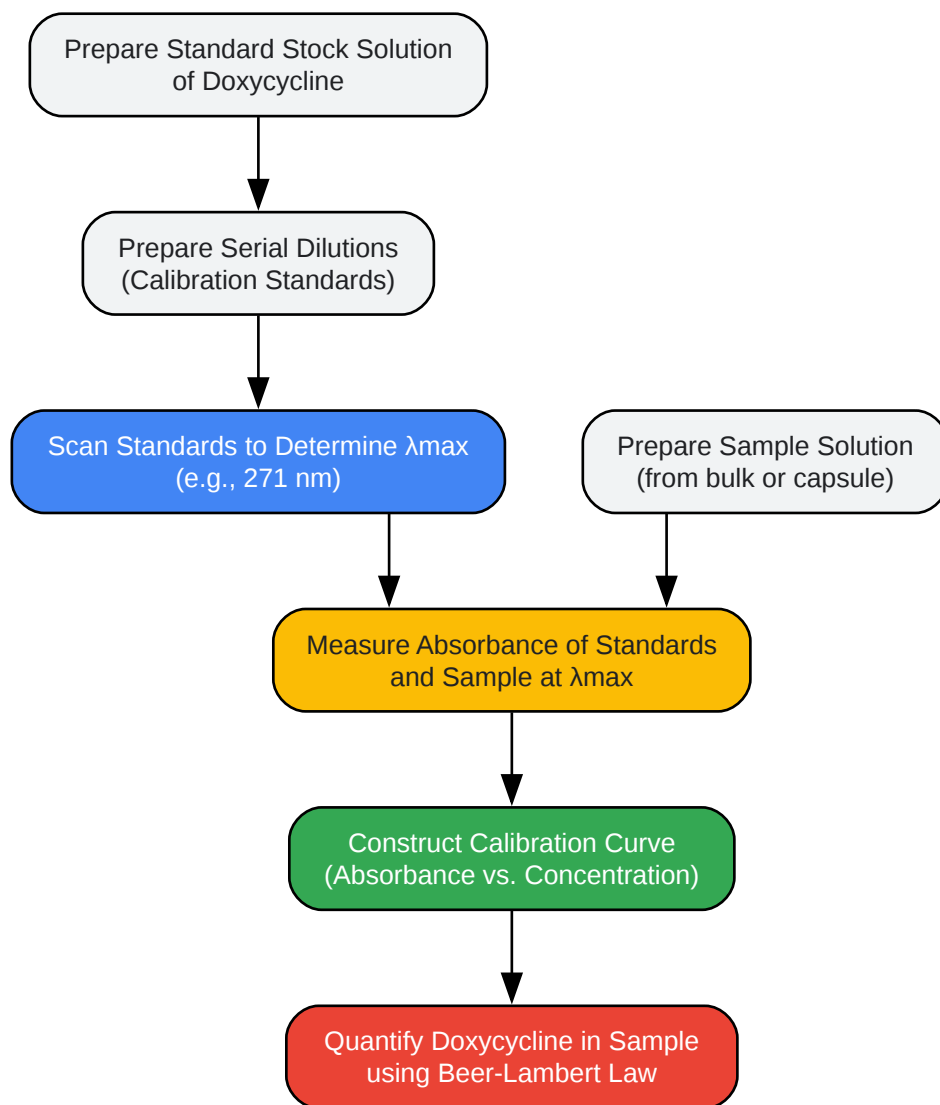 Prepare Standard Stock Solution
of Doxycycline
Prepare Serial Dilutions
(Calibration Standards)
Scan Standards to Determine λmax
(e.g., 271 nm)
Prepare Sample Solution
(from bulk or capsule)
Measure Absorbance of Standards
and Sample at λmax
Construct Calibration Curve
(Absorbance vs. Concentration)
Quantify Doxycycline in Sample
using Beer-Lambert Law